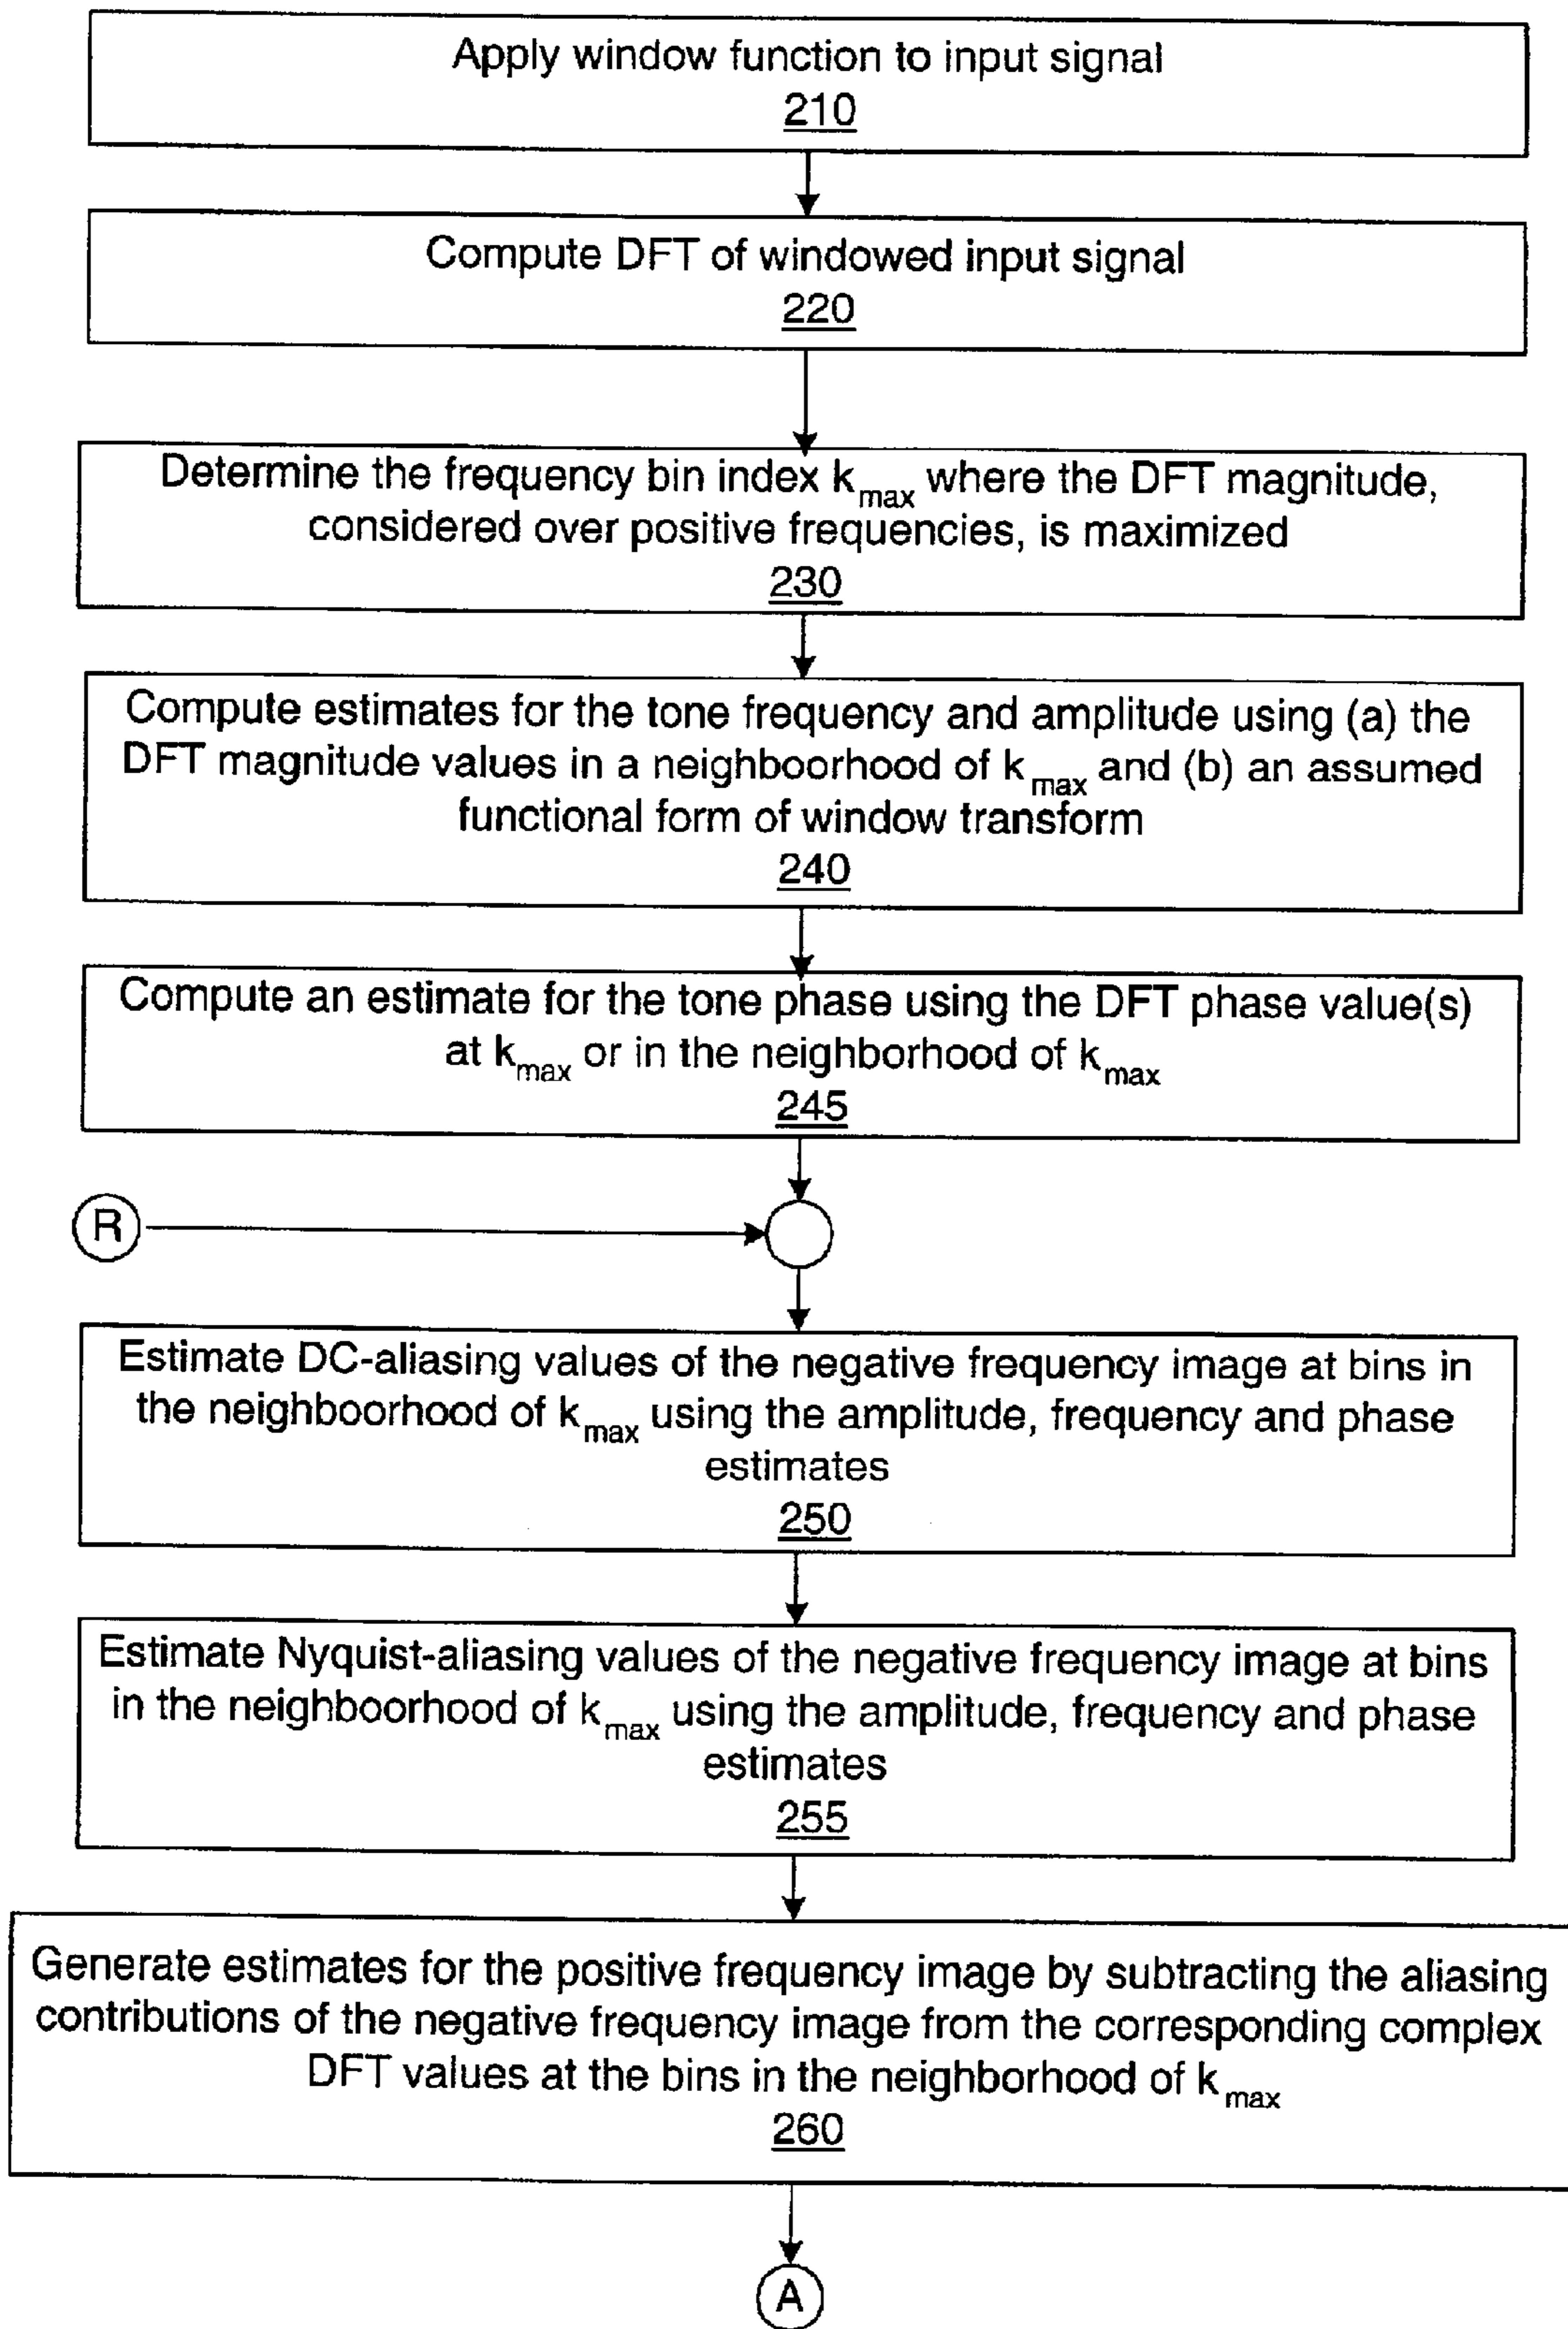 Apply window function to input signal
210
Compute DFT of windowed input signal
220
Determine the frequency bin index kmax where the DFT magnitude,
considered over positive frequencies, is maximized
230
Compute estimates for the tone frequency and amplitude using (a) the
DFT magnitude values in a neighboorhood of kmax and (b) an assumed
functional form of window transform
240
Compute an estimate for the tone phase using the DFT phase value(s)
at kmax or in the neighborhood of kmax
245
R
Estimate DC-aliasing values of the negative frequency image at bins in
the neighboorhood of kmax using the amplitude, frequency and phase
estimates
250
Estimate Nyquist-aliasing values of the negative frequency image at bins
in the neighboorhood of kmax using the amplitude, frequency and phase
estimates
255
Generate estimates for the positive frequency image by subtracting the aliasing
contributions of the negative frequency image from the corresponding complex
DFT values at the bins in the neighborhood of kmax
260
A